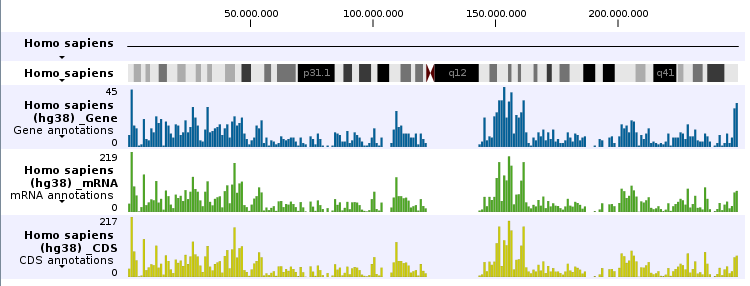 50.000.000 100.000.000 150.000.000 200.000.000
Homo sapiens
Homo sapiens p31.1 q12 q41
45
Homo sapiens
(hg38) _Gene
Gene annotations
0
219
Homo sapiens
(hg38) _mRNA
mRNA annotations
0
217
Homo sapiens
(hg38) _CDS
CDS annotations
0